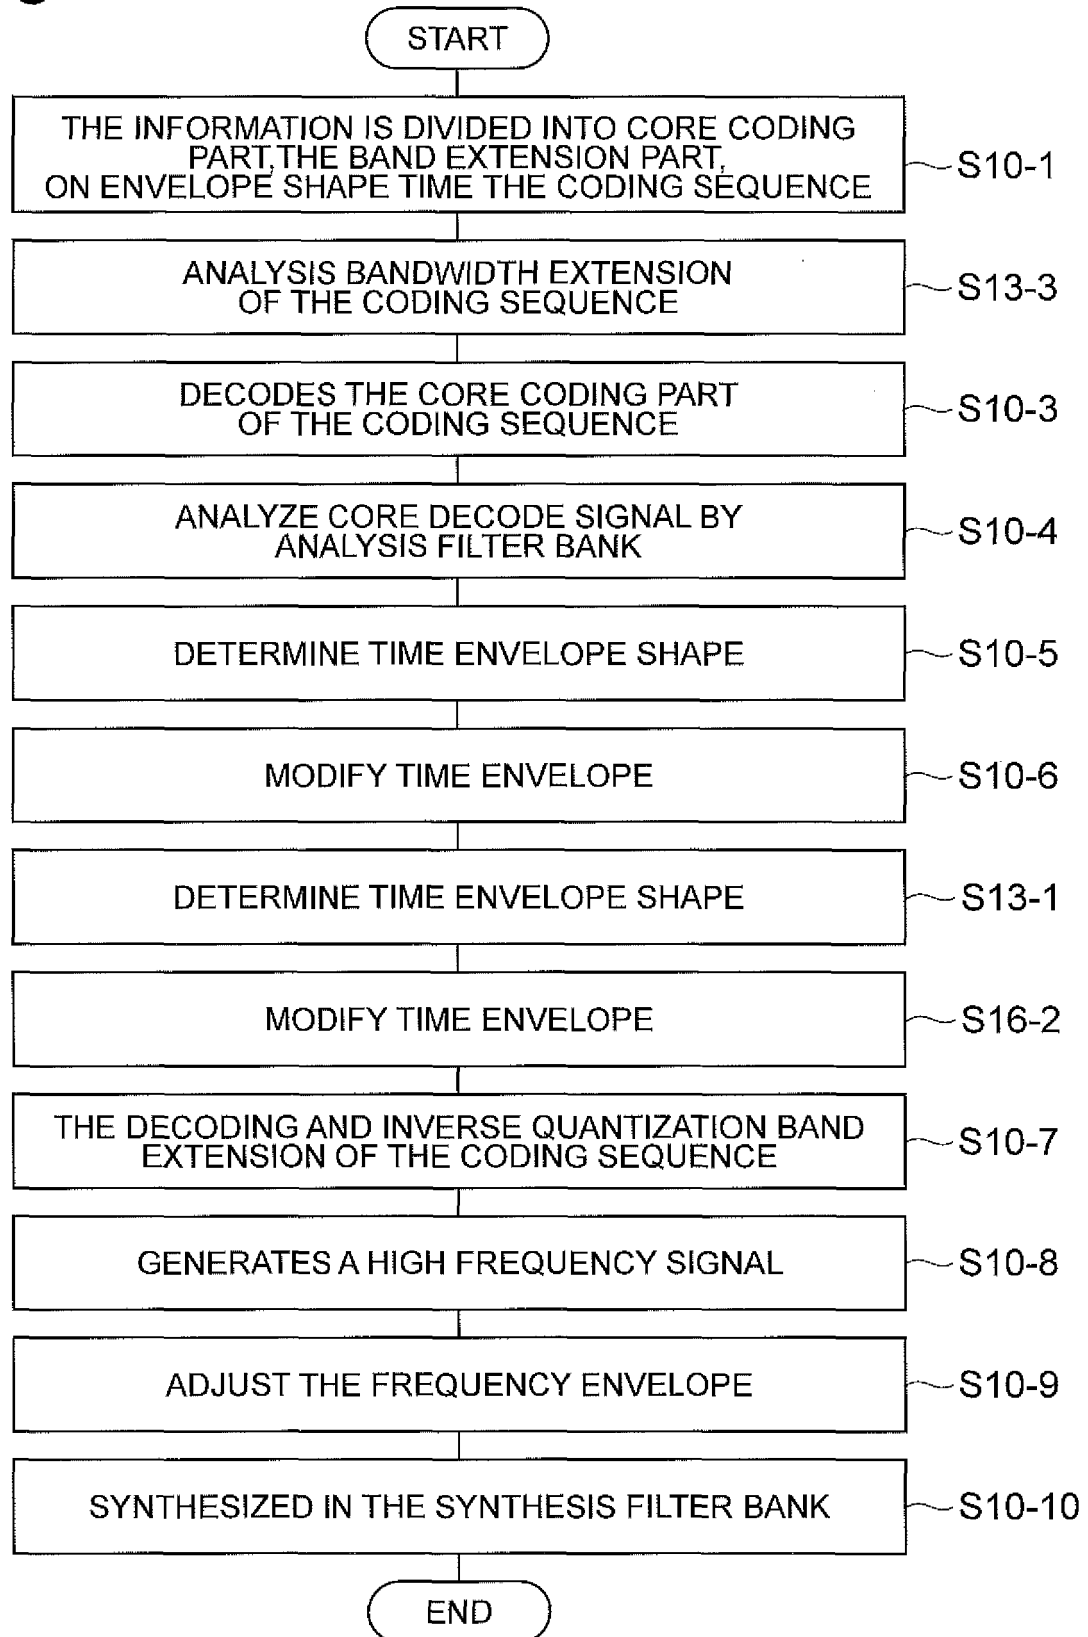 START
THE INFORMATION IS DIVIDED INTO CORE CODING
PART, THE BAND EXTENSION PART,
ON ENVELOPE SHAPE TIME THE CODING SEQUENCE
S10-1
ANALYSIS BANDWIDTH EXTENSION
OF THE CODING SEQUENCE
S13-3
DECODES THE CORE CODING PART
OF THE CODING SEQUENCE
S10-3
ANALYZE CORE DECODE SIGNAL BY
ANALYSIS FILTER BANK
S10-4
DETERMINE TIME ENVELOPE SHAPE
S10-5
MODIFY TIME ENVELOPE
S10-6
DETERMINE TIME ENVELOPE SHAPE
S13-1
MODIFY TIME ENVELOPE
S16-2
THE DECODING AND INVERSE QUANTIZATION BAND
EXTENSION OF THE CODING SEQUENCE
S10-7
GENERATES A HIGH FREQUENCY SIGNAL
S10-8
ADJUST THE FREQUENCY ENVELOPE
S10-9
SYNTHESIZED IN THE SYNTHESIS FILTER BANK
S10-10
END